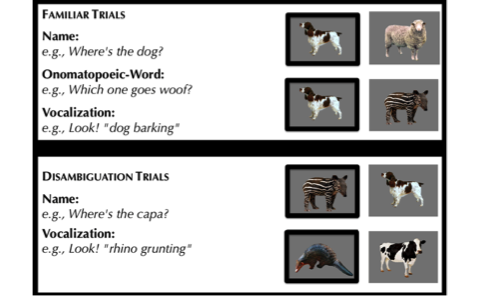 FAMILIAR TRIALS
Name:
e.g., Where's the dog?
Onomatopoeic-Word:
e.g., Which one goes woof?
Vocalization:
e.g., Look! "dog barking"
DISAMBIGUATION TRIALS
Name:
e.g., Where's the capa?
Vocalization:
e.g., Look! "rhino grunting"